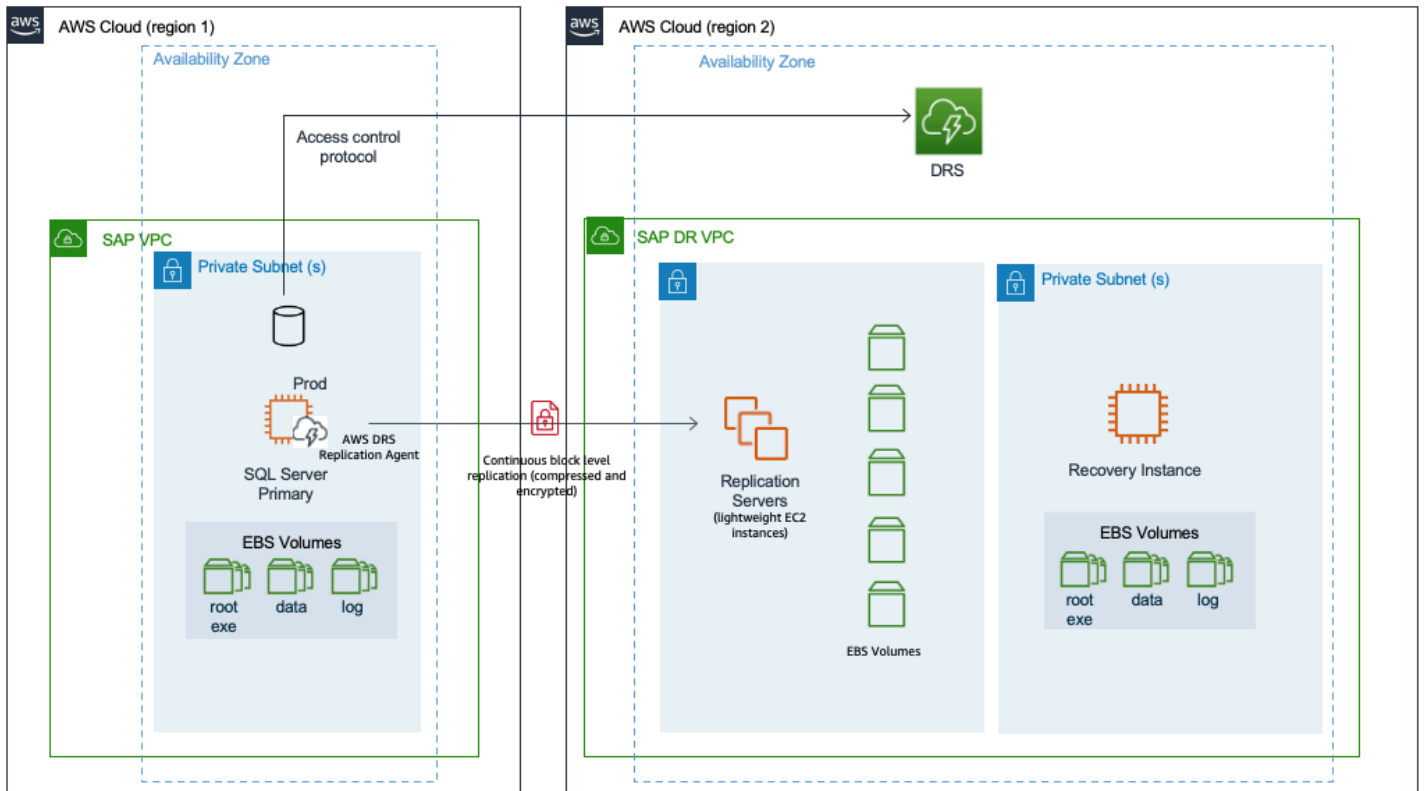 aws
AWS Cloud (region 1)
Availability Zone
Access control
protocol
SAP VPC
Private Subnet (s)
Prod
AWS DRS
Replication Agent
SQL Server
Primary
EBS Volumes
root
exe
data
log
Continuous block level
replication (compressed and
encrypted)
aws
AWS Cloud (region 2)
Availability Zone
DRS
SAP DR VPC
Replication
Servers
(lightweight EC2
instances)
EBS Volumes
Private Subnet (s)
Recovery Instance
EBS Volumes
root
exe
data
log